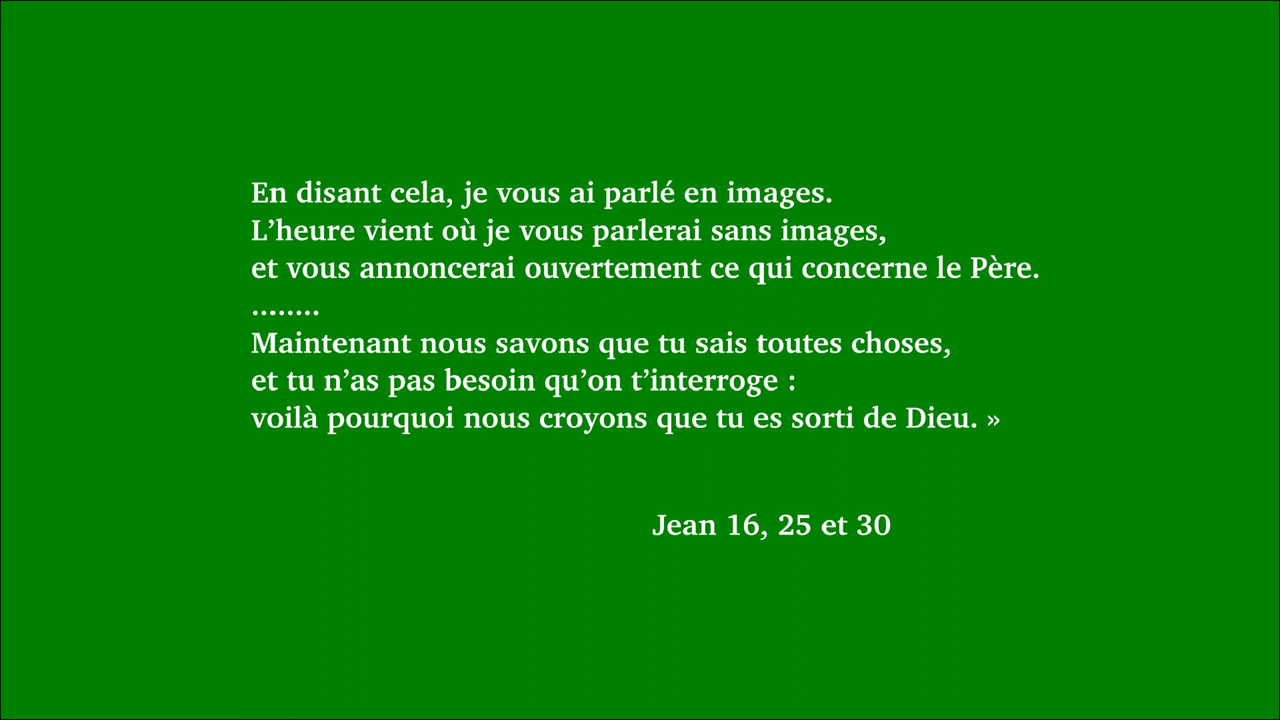 En disant cela, je vous ai parlé en images.
L’heure vient où je vous parlerai sans images,
et vous annoncerai ouvertement ce qui concerne le Père.
........
Maintenant nous savons que tu sais toutes choses,
et tu n’as pas besoin qu’on t’interroge :
voilà pourquoi nous croyons que tu es sorti de Dieu. »
Jean 16, 25 et 30